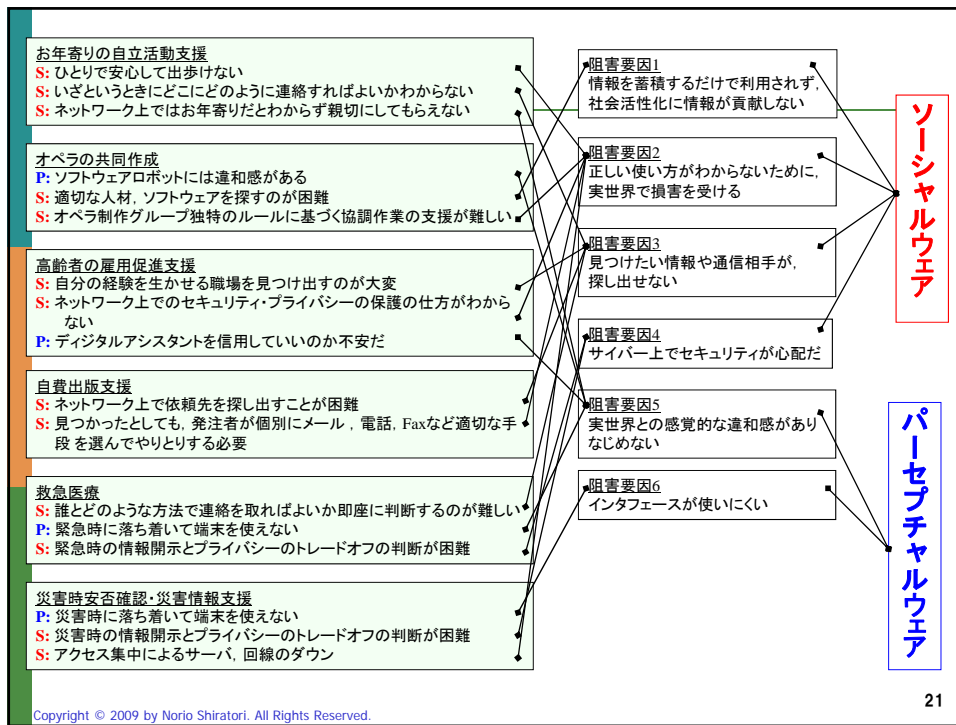 お年寄りの自立活動支援
S: ひとりで安心して出歩けない
S: いざというときにどこにどのように連絡すればよいかわからない
S: ネットワーク上ではお年寄りだとわからず親切にしてもらえない
オペラの共同作成
P: ソフトウェアロボットには違和感がある
S: 適切な人材, ソフトウェアを探すのが困難
S: オペラ制作グループ独特のルールに基づく協調作業の支援が難しい
高齢者の雇用促進支援
S: 自分の経験を生かせる職場を見つけ出すのが大変
S: ネットワーク上でのセキュリティ・プライバシーの保護の仕方がわから
ない
P: ディジタルアシスタントを信用していいのか不安だ
自費出版支援
S: ネットワーク上で依頼先を探し出すことが困難
S: 見つかったとしても, 発注者が個別にメール , 電話, Faxなど適切な手
段 を選んでやりとりする必要
救急医療
S: 誰とどのような方法で連絡を取ればよいか即座に判断するのが難しい
P: 緊急時に落ち着いて端末を使えない
S: 緊急時の情報開示とプライバシーのトレードオフの判断が困難
災害時安否確認・災害情報支援
P: 災害時に落ち着いて端末を使えない
S: 災害時の情報開示とプライバシーのトレードオフの判断が困難
S: アクセス集中によるサーバ, 回線のダウン
阻害要因1
情報を蓄積するだけで利用されず,
社会活性化に情報が貢献しない
阻害要因2
正しい使い方がわからないために,
実世界で損害を受ける
阻害要因3
見つけたい情報や通信相手が,
探し出せない
阻害要因4
サイバー上でセキュリティが心配だ
阻害要因5
実世界との感覚的な違和感があり
なじめない
阻害要因6
インタフェースが使いにくい
ソーシャルウェア
パーセプチャルウェア
21
Copyright © 2009 by Norio Shiratori. All Rights Reserved.